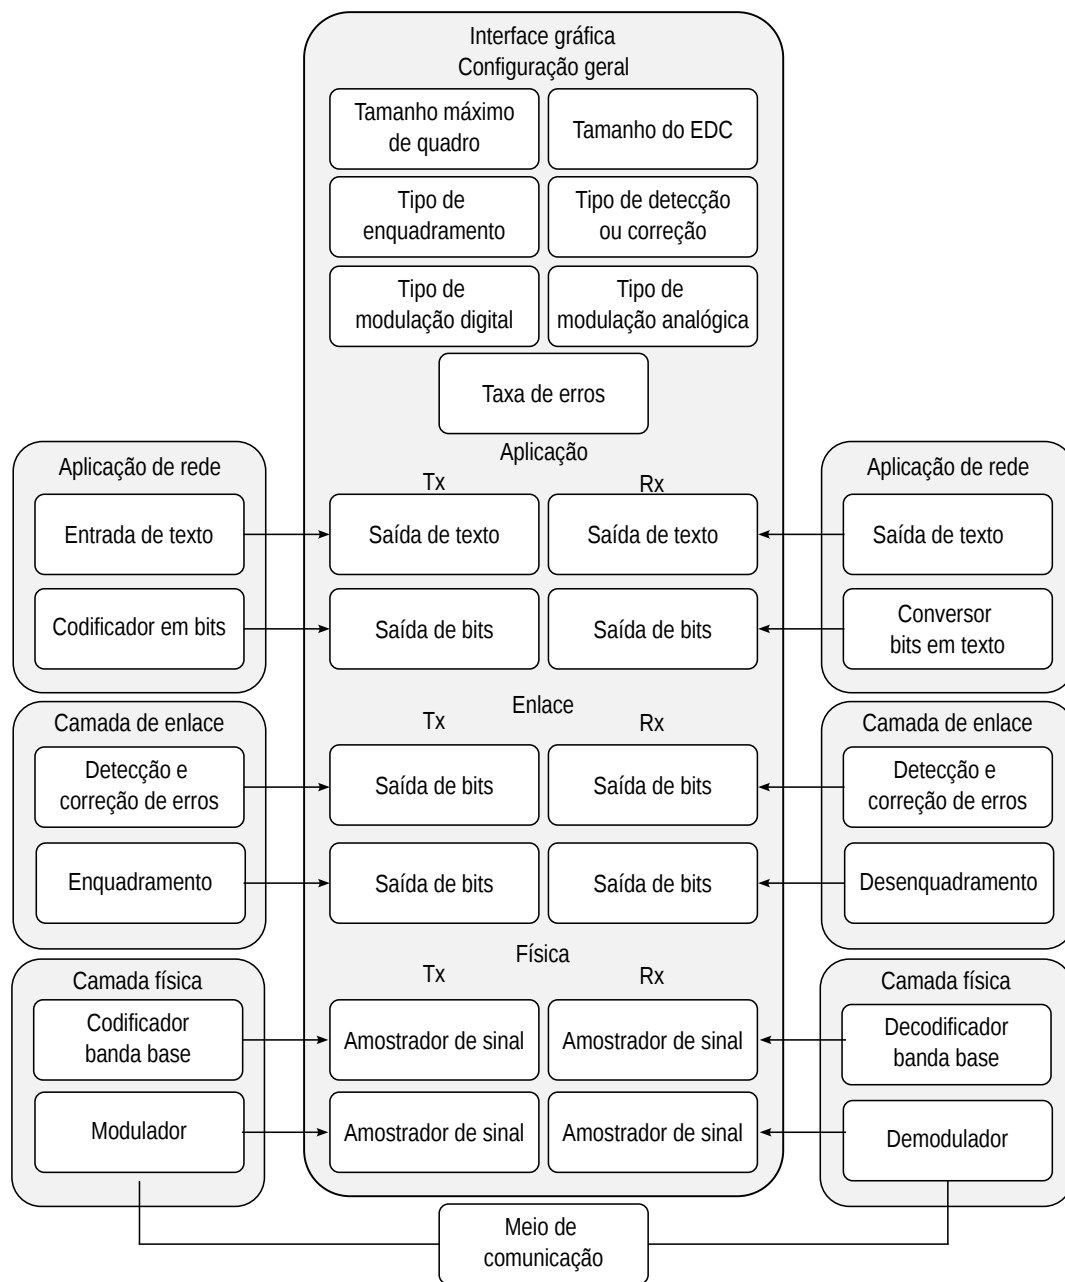 Interface gráfica
Configuração geral
Tamanho máximo
de quadro
Tamanho do EDC
Tipo de
enquadramento
Tipo de detecção
ou correção
Tipo de
modulação digital
Tipo de
modulação analógica
Taxa de erros
Aplicação de rede
Entrada de texto
Codificador em bits
Aplicação
Tx
Rx
Saída de texto
Saída de texto
Saída de bits
Saída de bits
Aplicação de rede
Saída de texto
Conversor
bits em texto
Camada de enlace
Detecção e
correção de erros
Enquadramento
Enlace
Tx
Rx
Saída de bits
Saída de bits
Saída de bits
Saída de bits
Camada de enlace
Detecção e
correção de erros
Desenquadramento
Camada física
Codificador
banda base
Modulador
Física
Tx
Rx
Amostrador de sinal
Amostrador de sinal
Amostrador de sinal
Amostrador de sinal
Camada física
Decodificador
banda base
Demodulador
Meio de
comunicação